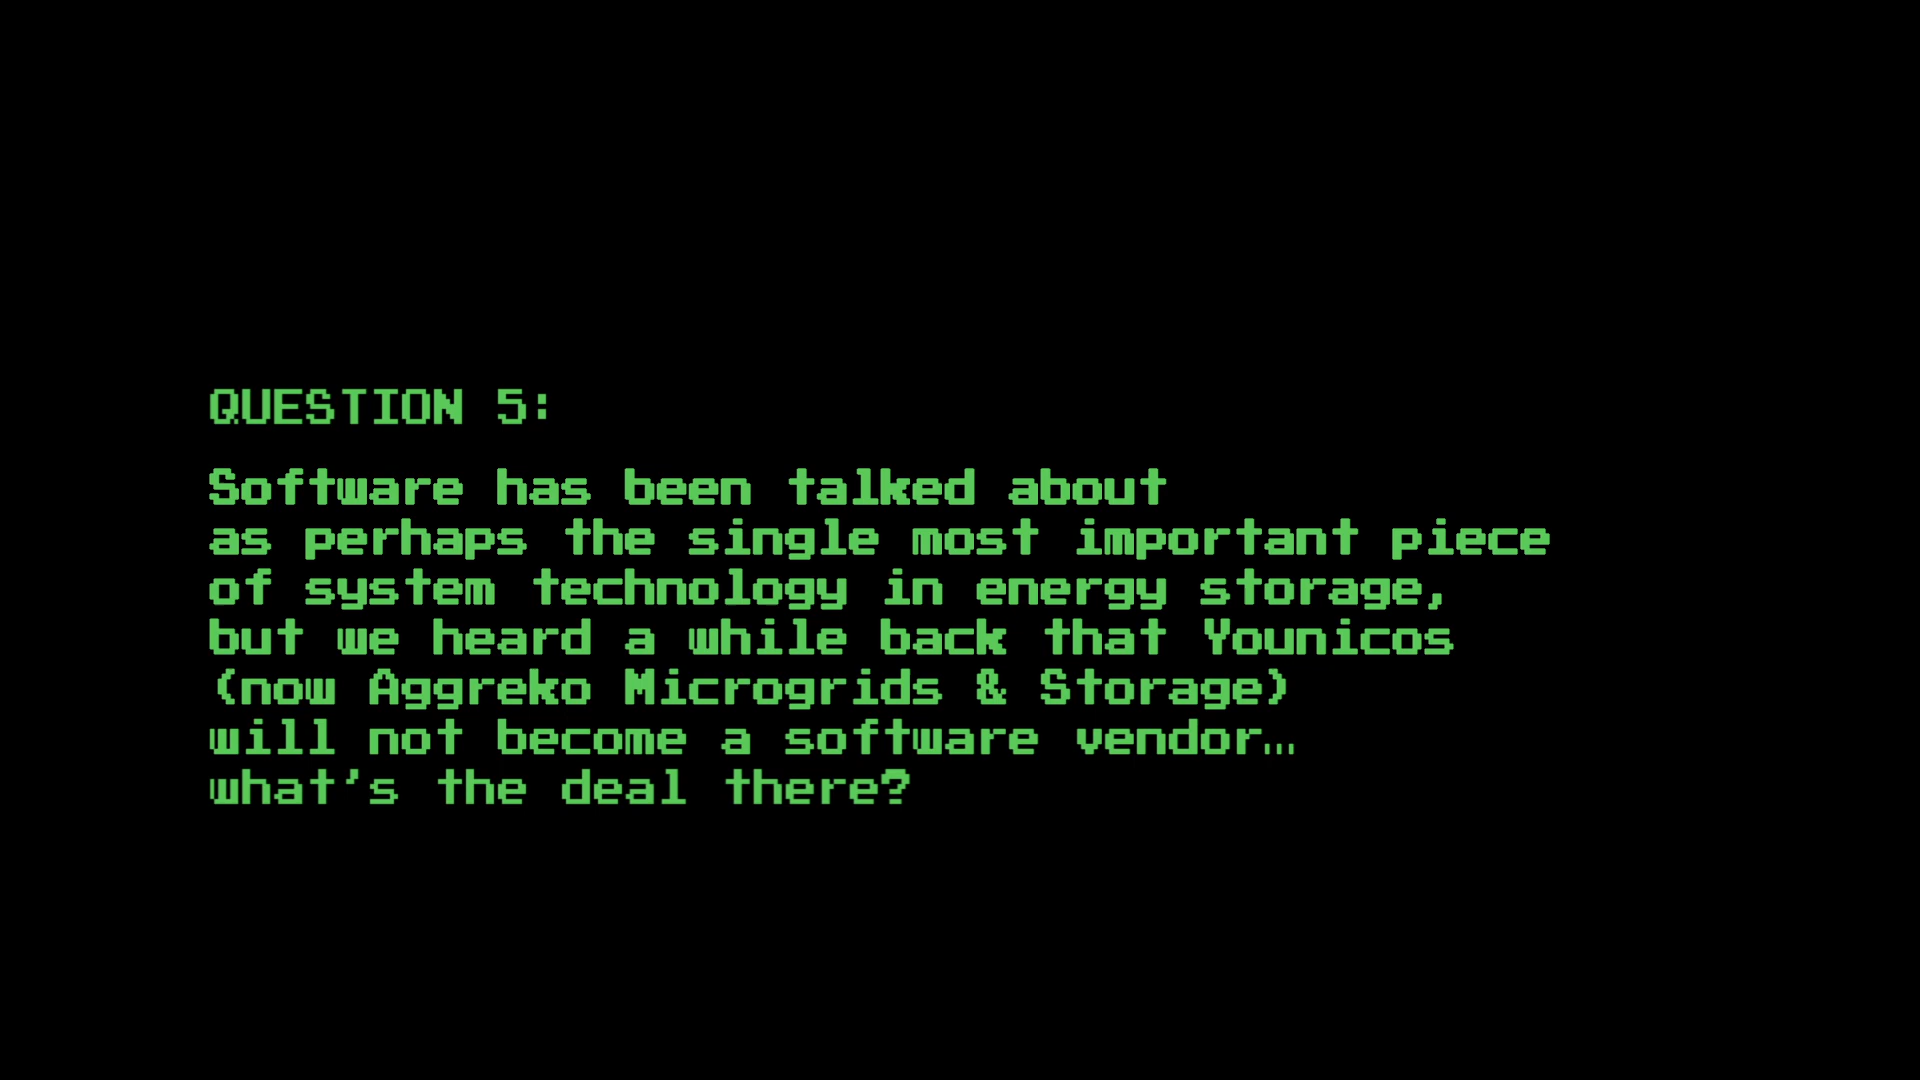 QUESTION 5:
Software has been talked about
as perhaps the single most important piece
of system technology in energy storage,
but we heard a while back that Younicos
(now Aggreko Microgrids & Storage)
will not become a software vendor…
what's the deal there?